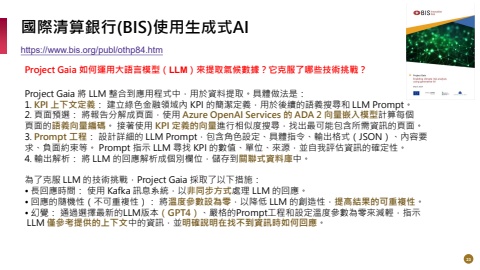 國際清算銀行(BIS)使用生成式AI
https://www.bis.org/publ/othp84.htm
BIS
Project Gaia 如何運用大語言模型（LLM）來提取氣候數據？它克服了哪些技術挑戰？
Project Gaia 將 LLM 整合到應用程式中，用於資料提取。具體做法是：
1. KPI 上下文定義： 建立綠色金融領域內 KPI 的簡潔定義，用於後續的語義搜尋和 LLM Prompt。
2. 頁面預選： 將報告分解成頁面，使用 Azure OpenAI Services 的 ADA 2 向量嵌入模型計算每個
頁面的語義向量編碼。 接著使用 KPI 定義的向量進行相似度搜尋，找出最可能包含所需資訊的頁面。
3. Prompt 工程： 設計詳細的 LLM Prompt，包含角色設定、具體指令、輸出格式（JSON）、內容要
求、負面約束等。 Prompt 指示 LLM 尋找 KPI 的數值、單位、來源，並自我評估資訊的確定性。
4. 輸出解析： 將 LLM 的回應解析成個別欄位，儲存到關聯式資料庫中。
為了克服 LLM 的技術挑戰，Project Gaia 採取了以下措施：
• 長回應時間： 使用 Kafka 訊息系統，以非同步方式處理 LLM 的回應。
• 回應的隨機性（不可重複性）： 將溫度參數設為零，以降低 LLM 的創造性，提高結果的可重複性。
• 幻覺： 通過選擇最新的LLM版本（GPT4）、嚴格的Prompt工程和設定溫度參數為零來減輕，指示
LLM 僅參考提供的上下文中的資訊，並明確說明在找不到資訊時如何回應。